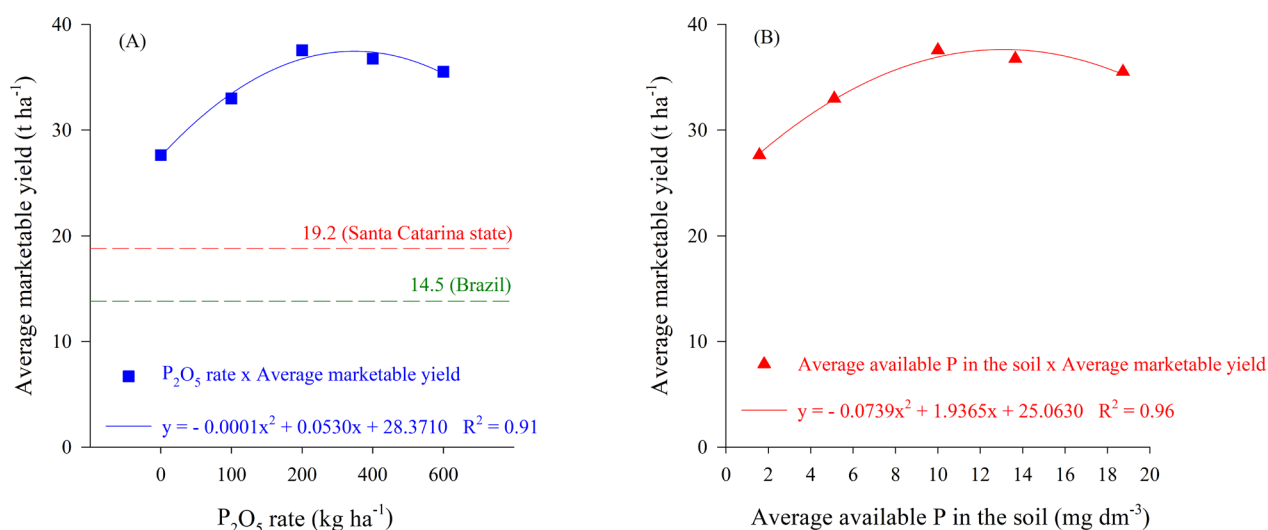 (A)
Average marketable yield (t ha⁻¹)
40
30
20
10
0
19.2 (Santa Catarina state)
14.5 (Brazil)
P₂O₅ rate x Average marketable yield
y = - 0.0001x² + 0.0530x + 28.3710 R² = 0.91
0 100 200 400 600
P₂O₅ rate (kg ha⁻¹)
(B)
Average marketable yield (t ha⁻¹)
40
30
20
10
0
Average available P in the soil x Average marketable yield
y = - 0.0739x² + 1.9365x + 25.0630 R² = 0.96
0 2 4 6 8 10 12 14 16 18 20
Average available P in the soil (mg dm⁻³)